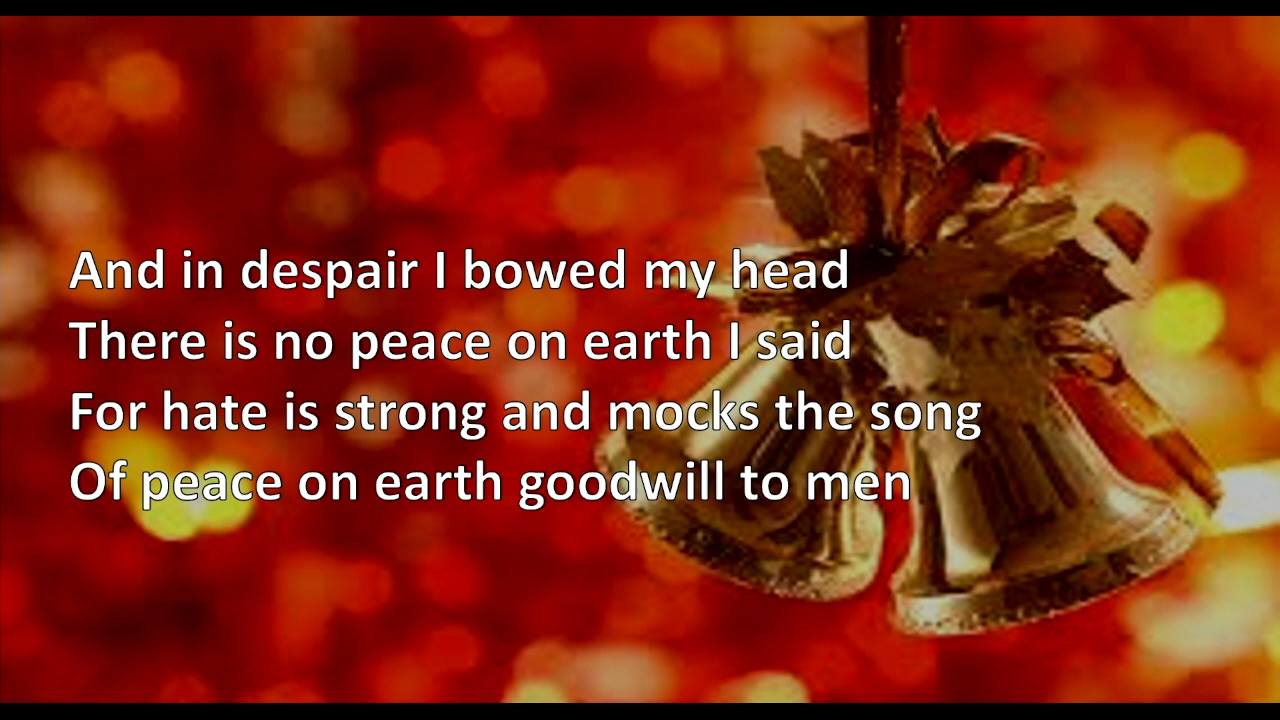 And in despair I bowed my head
There is no peace on earth I said
For hate is strong and mocks the song
Of peace on earth goodwill to men